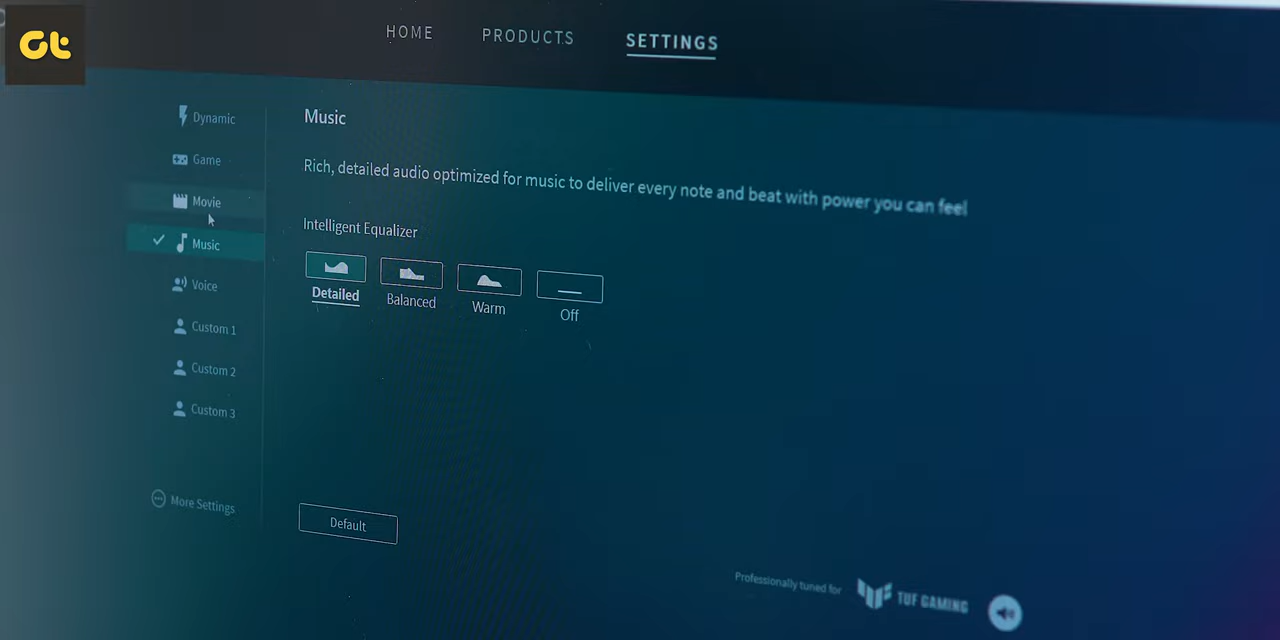 Gt
HOME PRODUCTS SETTINGS
Dynamic
Game
Movie
Music
Voice
Custom 1
Custom 2
Custom 3
More Settings
Music
Rich, detailed audio optimized for music to deliver every note and beat with power you can feel
Intelligent Equalizer
Detailed Balanced Warm Off
Default
Professionally tuned for TUF GAMING